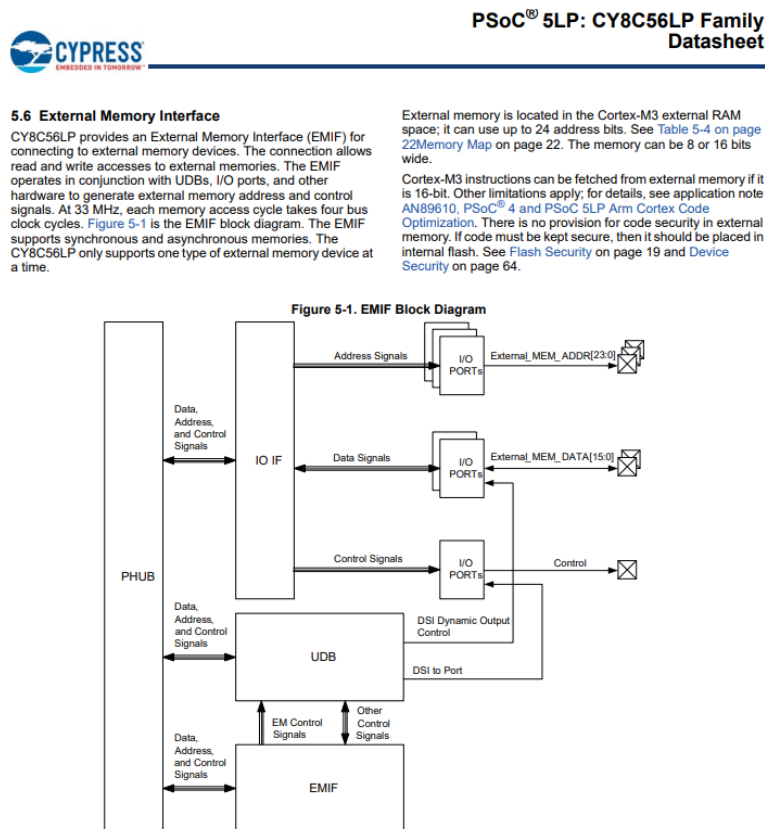 PSoC® 5LP: CY8C56LP Family
Datasheet
CYPRESS
EMBEDDED IN TOMORROW™
5.6 External Memory Interface
CY8C56LP provides an External Memory Interface (EMIF) for
connecting to external memory devices. The connection allows
read and write accesses to external memories. The EMIF
operates in conjunction with UDBs, I/O ports, and other
hardware to generate external memory address and control
signals. At 33 MHz, each memory access cycle takes four bus
clock cycles. Figure 5-1 is the EMIF block diagram. The EMIF
supports synchronous and asynchronous memories. The
CY8C56LP only supports one type of external memory device at
a time.
External memory is located in the Cortex-M3 external RAM
space; it can use up to 24 address bits. See Table 5-4 on page
22Memory Map on page 22. The memory can be 8 or 16 bits
wide.
Cortex-M3 instructions can be fetched from external memory if it
is 16-bit. Other limitations apply; for details, see application note
AN89610, PSoC® 4 and PSoC 5LP Arm Cortex Code
Optimization. There is no provision for code security in external
memory. If code must be kept secure, then it should be placed in
internal flash. See Flash Security on page 19 and Device
Security on page 64.
Figure 5-1. EMIF Block Diagram
Address Signals
I/O
PORTs
External_MEM_ADDR[23:0]
Data,
Address,
and Control
Signals
IO IF
Data Signals
I/O
PORTs
External_MEM_DATA[15:0]
Control Signals
I/O
PORTs
Control
PHUB
Data,
Address,
and Control
Signals
UDB
DSI Dynamic Output
Control
DSI to Port
EM Control
Signals
Other
Control
Signals
Data,
Address,
and Control
Signals
EMIF